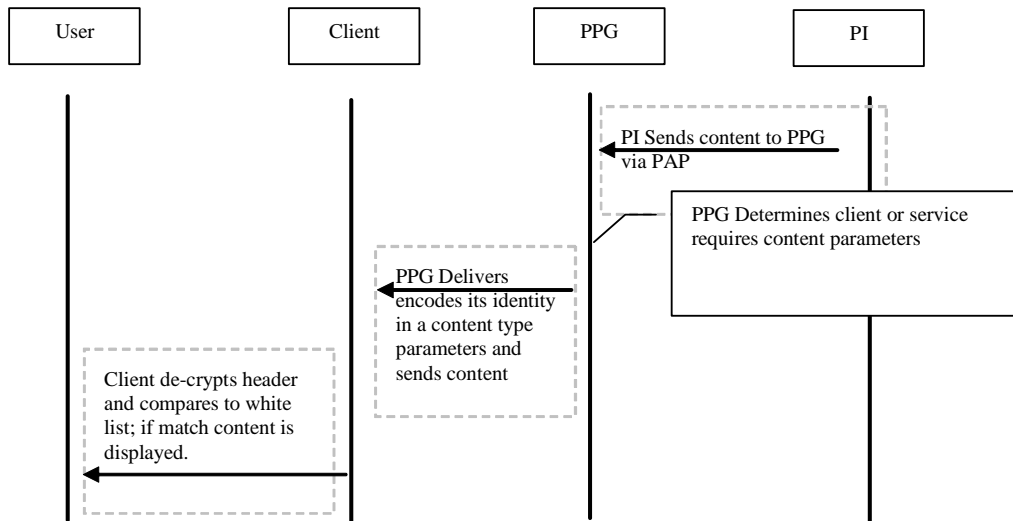 User
Client
PPG
PI
PI Sends content to PPG
via PAP
PPG Determines client or service
requires content parameters
PPG Delivers
encodes its identity
in a content type
parameters and
sends content
Client de-crypts header
and compares to white
list; if match content is
displayed.